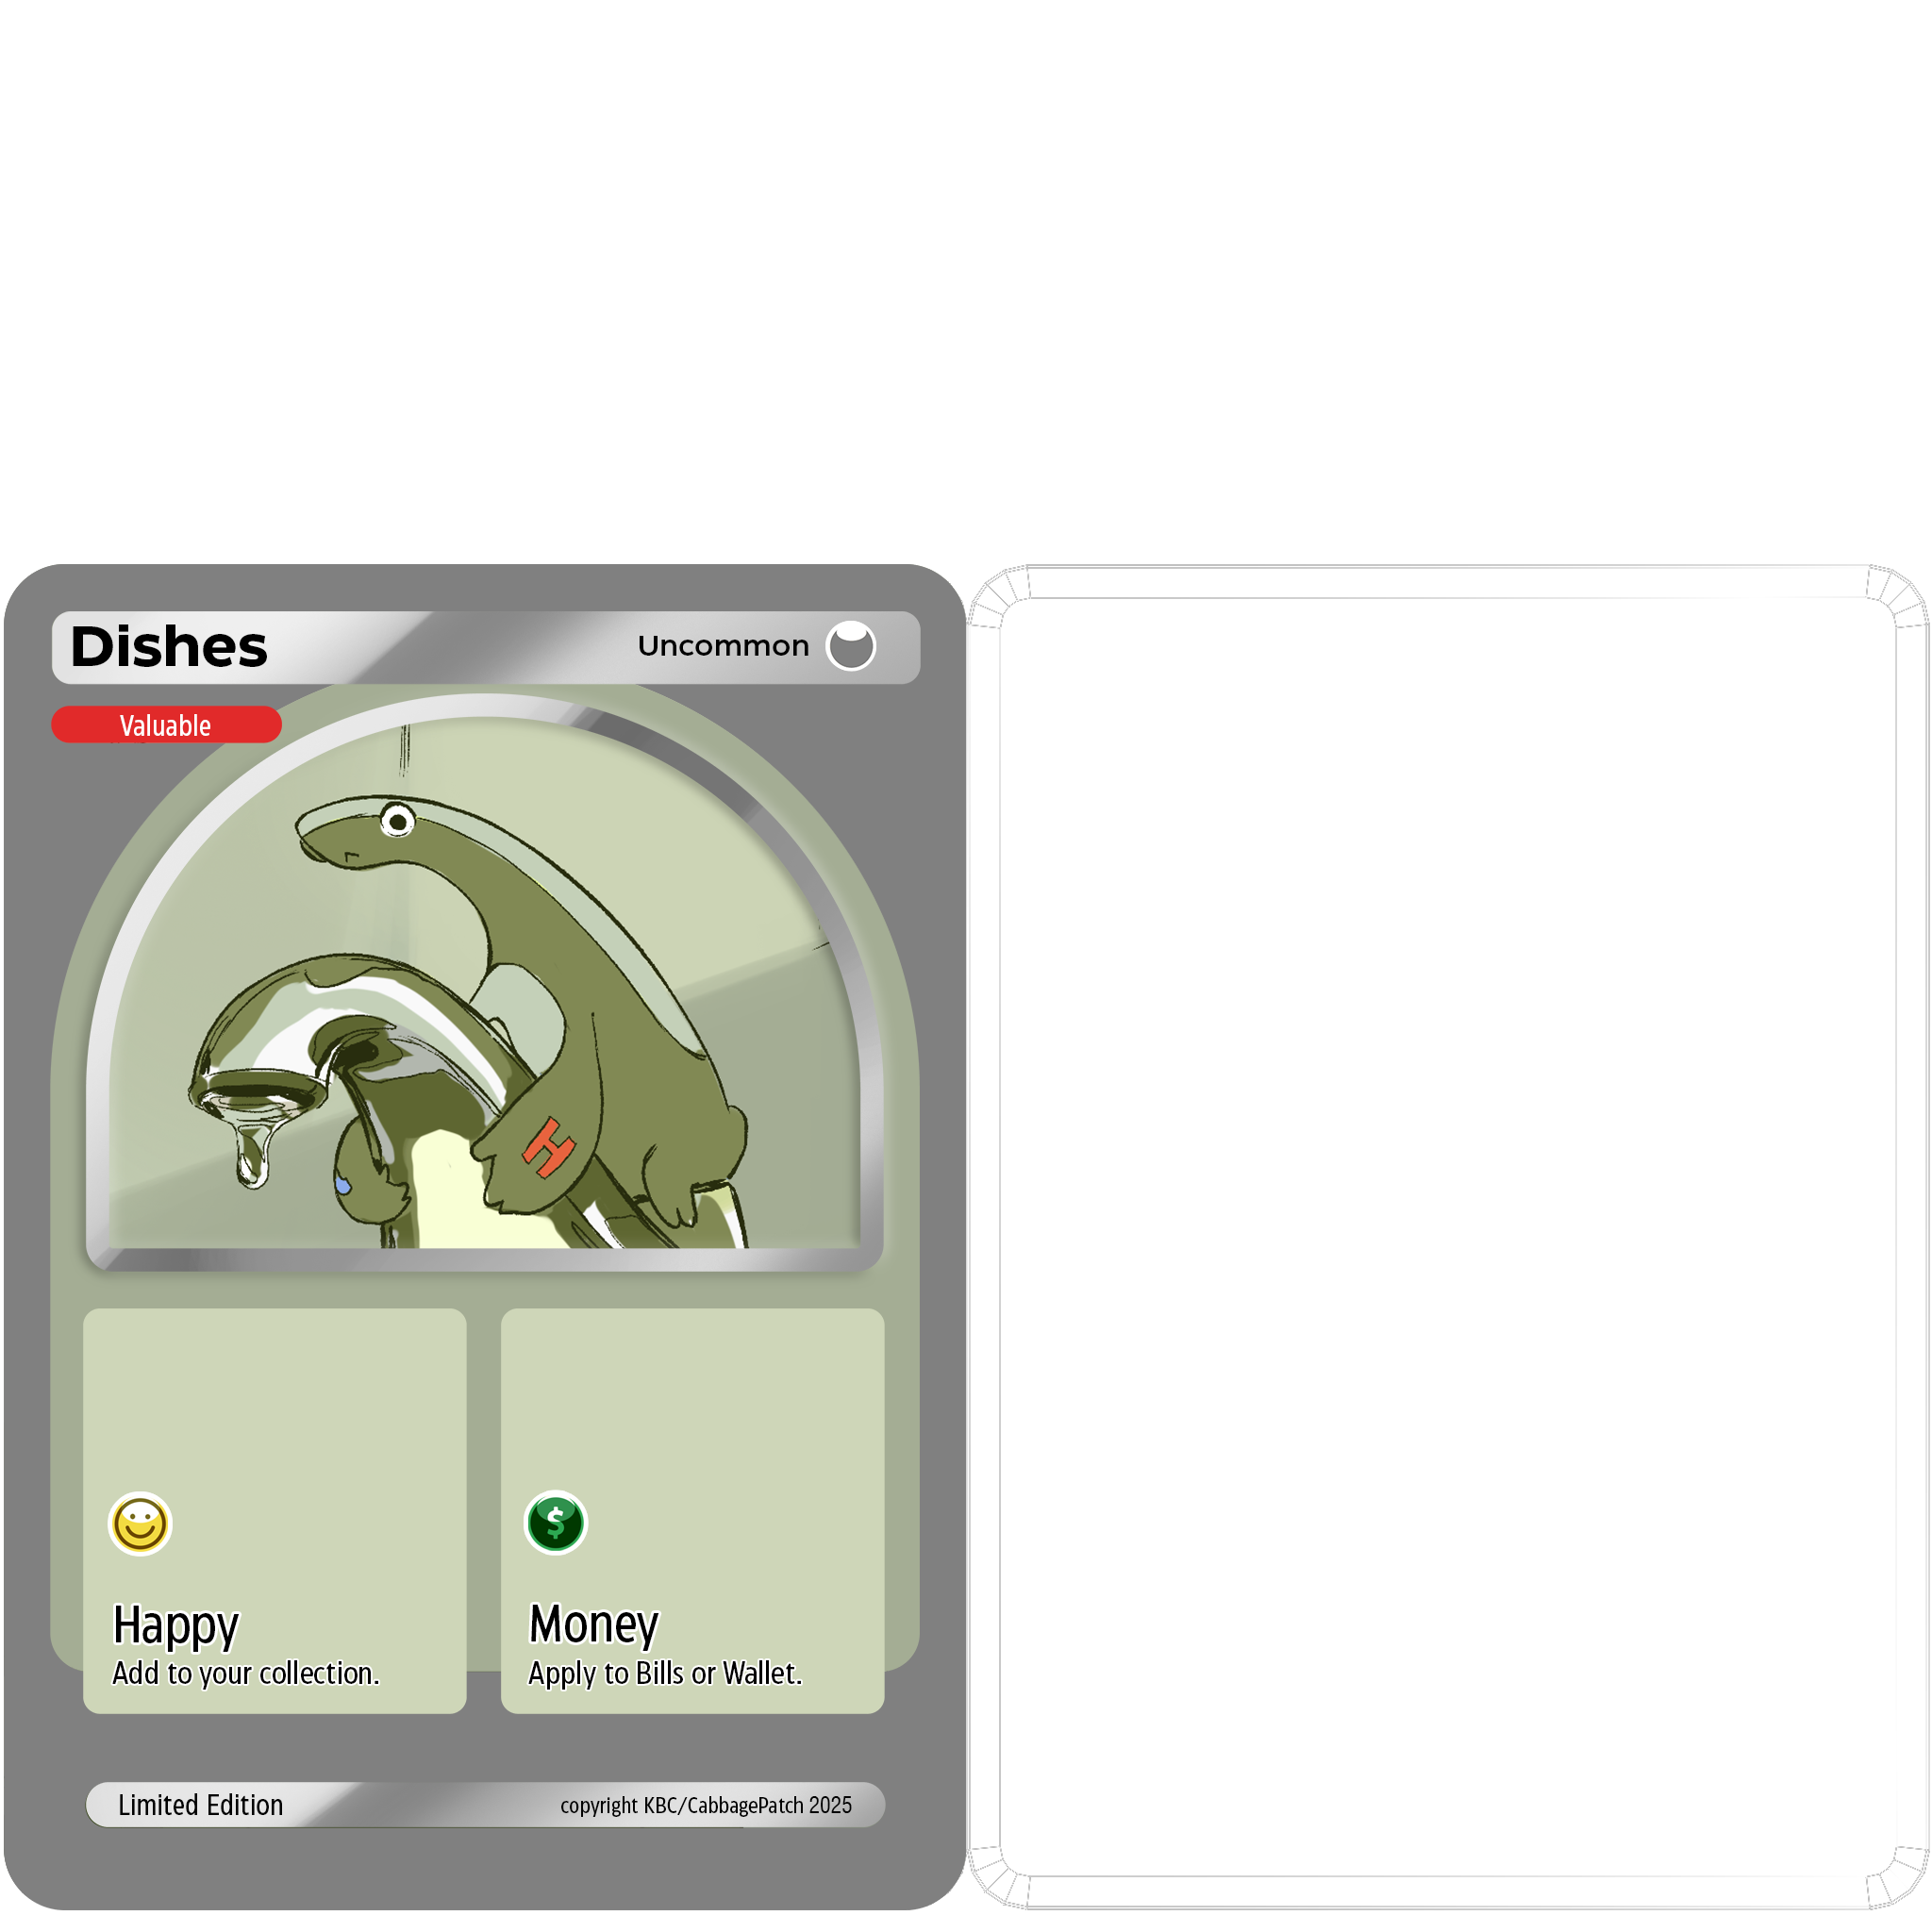 Dishes
Uncommon
Valuable
H
$
Happy
Add to your collection.
Money
Apply to Bills or Wallet.
Limited Edition
copyright KBC/CabbagePatch 2025